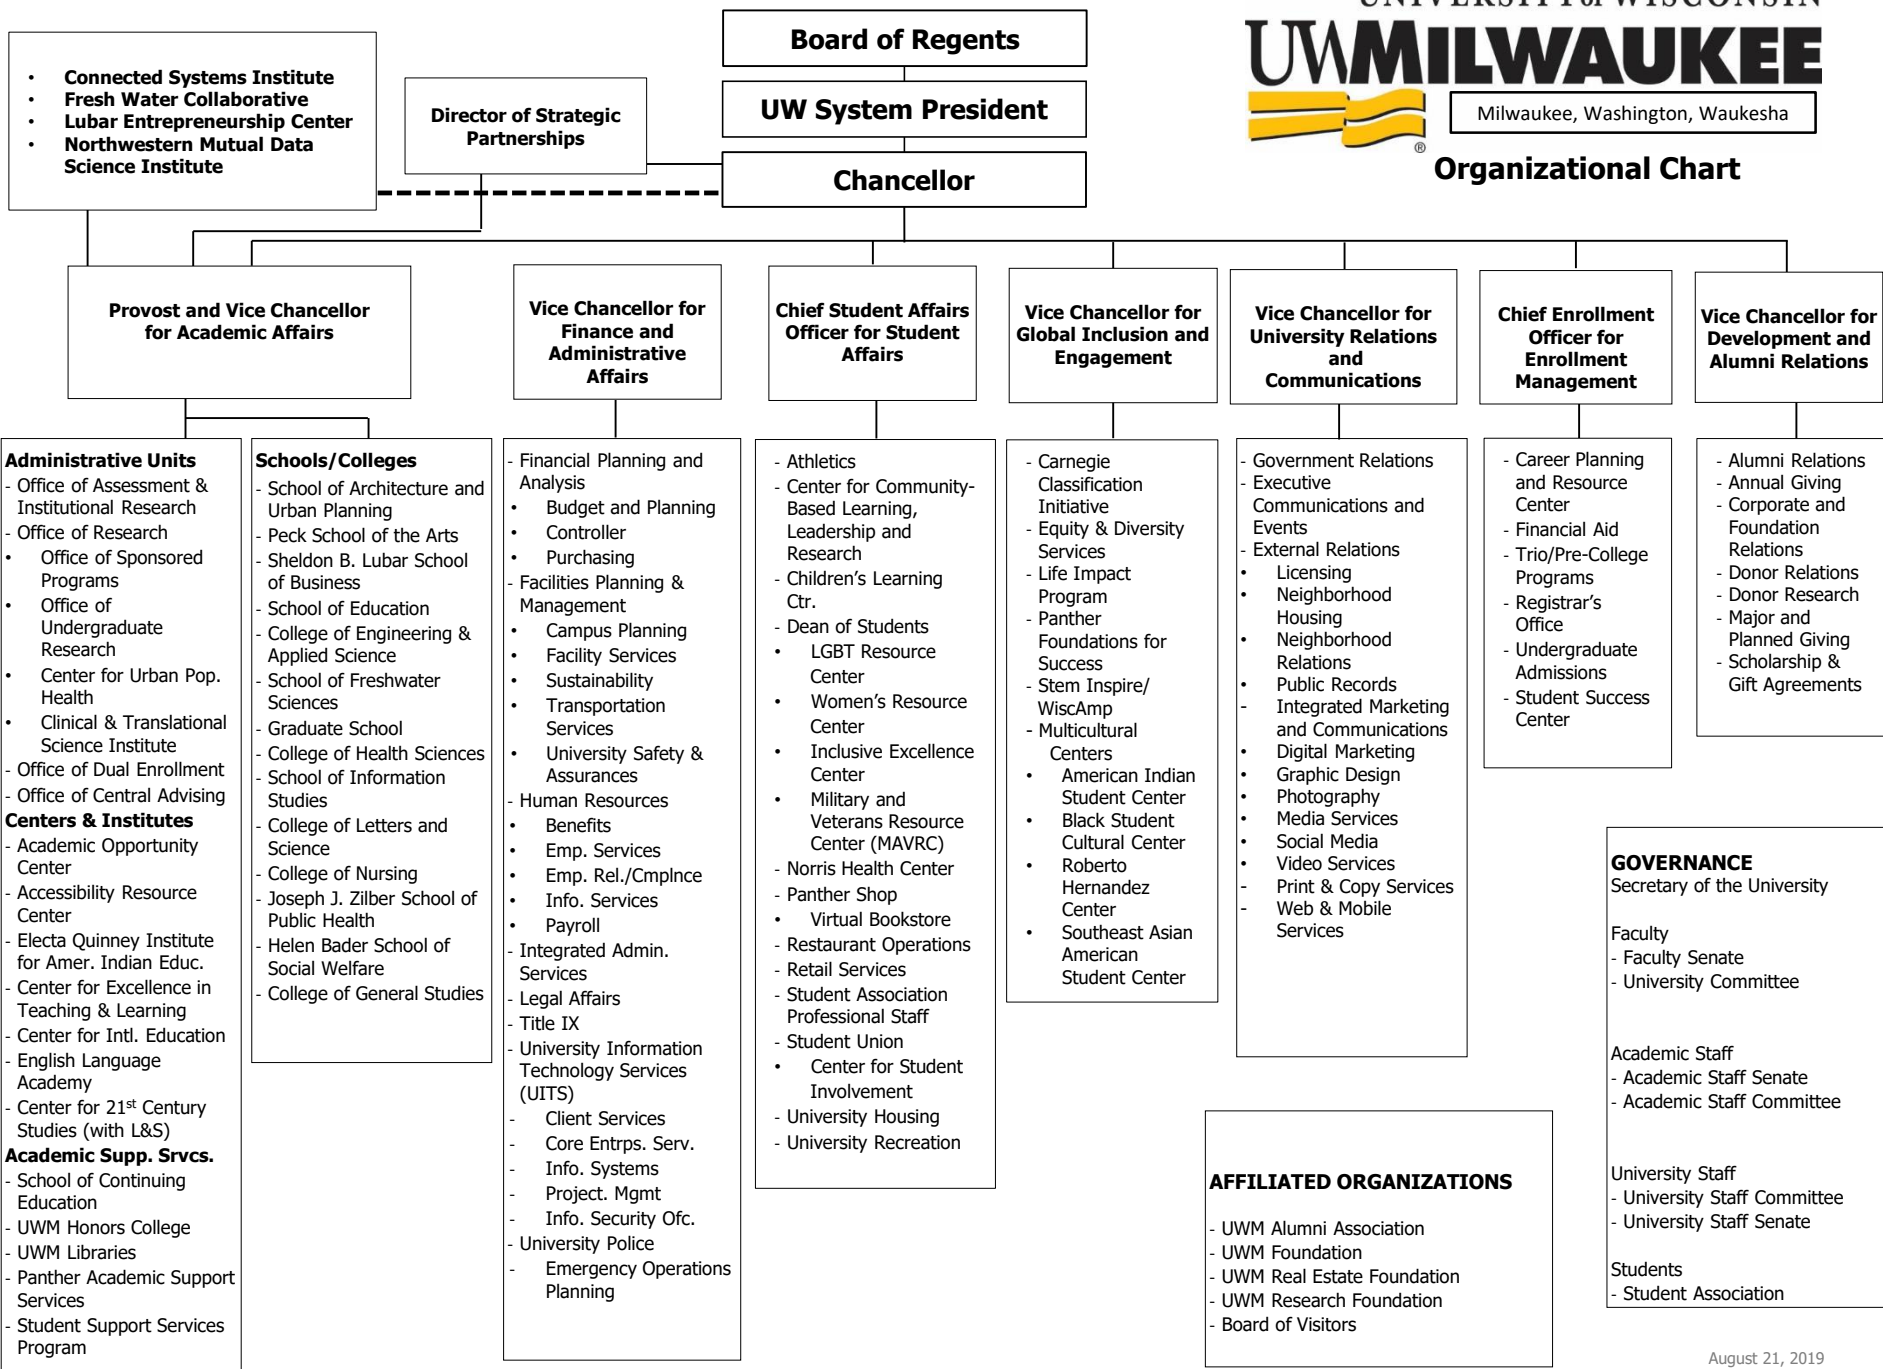 UNIVERSITY of WISCONSIN
UWMILWAUKEE
Milwaukee, Washington, Waukesha
®
Organizational Chart
• Connected Systems Institute
• Fresh Water Collaborative
• Lubar Entrepreneurship Center
• Northwestern Mutual Data
Science Institute
Director of Strategic
Partnerships
Board of Regents
UW System President
Chancellor
Provost and Vice Chancellor
for Academic Affairs
Vice Chancellor for
Finance and
Administrative
Affairs
Chief Student Affairs
Officer for Student
Affairs
Vice Chancellor for
Global Inclusion and
Engagement
Vice Chancellor for
University Relations
and
Communications
Chief Enrollment
Officer for
Enrollment
Management
Vice Chancellor for
Development and
Alumni Relations
Administrative Units
- Office of Assessment &
Institutional Research
- Office of Research
• Office of Sponsored
Programs
• Office of
Undergraduate
Research
• Center for Urban Pop.
Health
• Clinical & Translational
Science Institute
- Office of Dual Enrollment
- Office of Central Advising
Centers & Institutes
- Academic Opportunity
Center
- Accessibility Resource
Center
- Electa Quinney Institute
for Amer. Indian Educ.
- Center for Excellence in
Teaching & Learning
- Center for Intl. Education
- English Language
Academy
- Center for 21st Century
Studies (with L&S)
Academic Supp. Srvcs.
- School of Continuing
Education
- UWM Honors College
- UWM Libraries
- Panther Academic Support
Services
- Student Support Services
Program
Schools/Colleges
- School of Architecture and
Urban Planning
- Peck School of the Arts
- Sheldon B. Lubar School
of Business
- School of Education
- College of Engineering &
Applied Science
- School of Freshwater
Sciences
- Graduate School
- College of Health Sciences
- School of Information
Studies
- College of Letters and
Science
- College of Nursing
- Joseph J. Zilber School of
Public Health
- Helen Bader School of
Social Welfare
- College of General Studies
- Financial Planning and
Analysis
• Budget and Planning
• Controller
• Purchasing
- Facilities Planning &
Management
• Campus Planning
• Facility Services
• Sustainability
• Transportation
Services
• University Safety &
Assurances
- Human Resources
• Benefits
• Emp. Services
• Emp. Rel./Cmplnce
• Info. Services
• Payroll
- Integrated Admin.
Services
- Legal Affairs
- Title IX
- University Information
Technology Services
(UITS)
- Client Services
- Core Entrps. Serv.
- Info. Systems
- Project. Mgmt
- Info. Security Ofc.
- University Police
- Emergency Operations
Planning
- Athletics
- Center for Community-
Based Learning,
Leadership and
Research
- Children's Learning
Ctr.
- Dean of Students
• LGBT Resource
Center
• Women's Resource
Center
• Inclusive Excellence
Center
• Military and
Veterans Resource
Center (MAVRC)
- Norris Health Center
- Panther Shop
• Virtual Bookstore
- Restaurant Operations
- Retail Services
- Student Association
Professional Staff
- Student Union
• Center for Student
Involvement
- University Housing
- University Recreation
- Carnegie
Classification
Initiative
- Equity & Diversity
Services
- Life Impact
Program
- Panther
Foundations for
Success
- Stem Inspire/
WiscAmp
- Multicultural
Centers
• American Indian
Student Center
• Black Student
Cultural Center
• Roberto
Hernandez
Center
• Southeast Asian
American
Student Center
- Government Relations
- Executive
Communications and
Events
- External Relations
• Licensing
• Neighborhood
Housing
• Neighborhood
Relations
• Public Records
- Integrated Marketing
and Communications
• Digital Marketing
• Graphic Design
• Photography
• Media Services
• Social Media
• Video Services
- Print & Copy Services
- Web & Mobile
Services
- Career Planning
and Resource
Center
- Financial Aid
- Trio/Pre-College
Programs
- Registrar's
Office
- Undergraduate
Admissions
- Student Success
Center
- Alumni Relations
- Annual Giving
- Corporate and
Foundation
Relations
- Donor Relations
- Donor Research
- Major and
Planned Giving
- Scholarship &
Gift Agreements
AFFILIATED ORGANIZATIONS
- UWM Alumni Association
- UWM Foundation
- UWM Real Estate Foundation
- UWM Research Foundation
- Board of Visitors
GOVERNANCE
Secretary of the University
Faculty
- Faculty Senate
- University Committee
Academic Staff
- Academic Staff Senate
- Academic Staff Committee
University Staff
- University Staff Committee
- University Staff Senate
Students
- Student Association
August 21, 2019